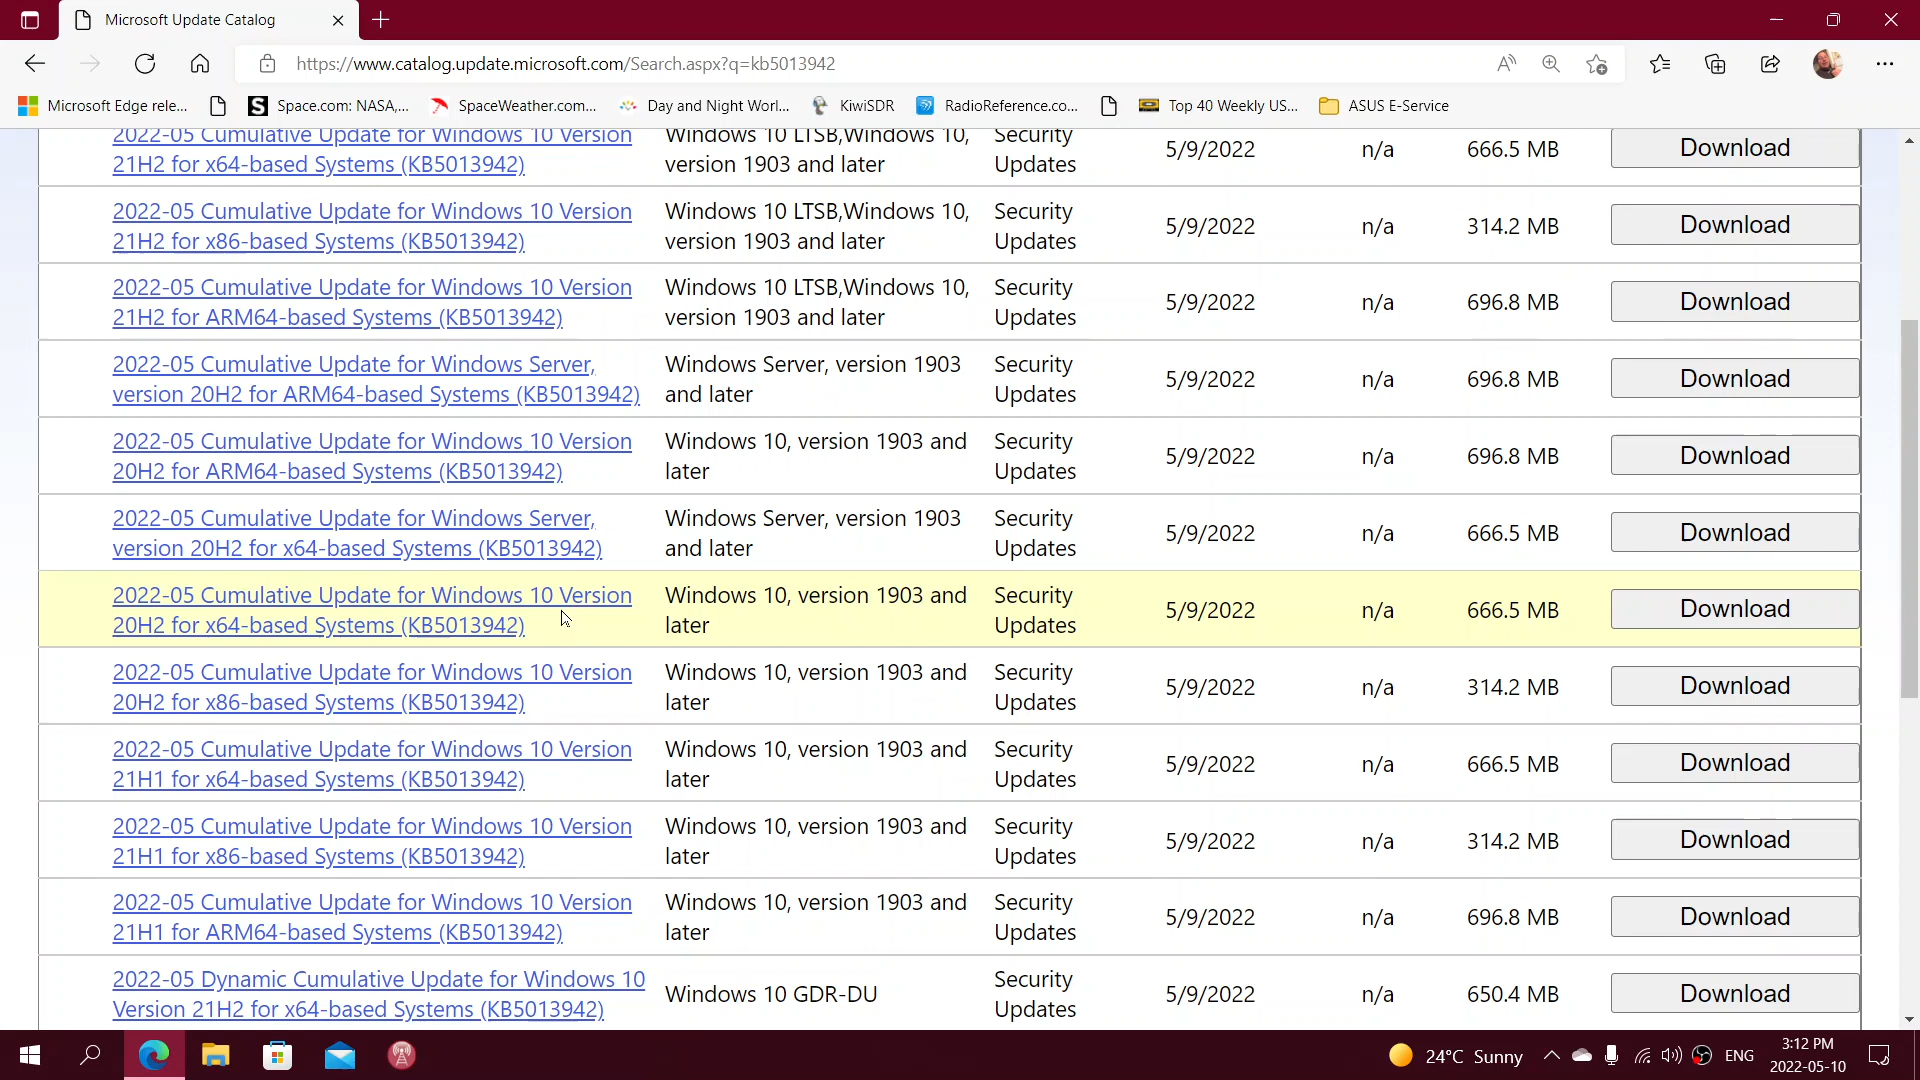 Microsoft Update Catalog
https://www.catalog.update.microsoft.com/Search.aspx?q=kb5013942
Microsoft Edge rele...
Space.com: NASA,...
SpaceWeather.com...
Day and Night Worl...
KiwiSDR
RadioReference.co...
Top 40 Weekly US...
ASUS E-Service
2022-05 Cumulative Update for Windows 10 Version
21H2 for x64-based Systems (KB5013942)
Windows 10 LTSB,Windows 10,
version 1903 and later
Security
Updates
5/9/2022
n/a
666.5 MB
Download
2022-05 Cumulative Update for Windows 10 Version
21H2 for x86-based Systems (KB5013942)
Windows 10 LTSB,Windows 10,
version 1903 and later
Security
Updates
5/9/2022
n/a
314.2 MB
Download
2022-05 Cumulative Update for Windows 10 Version
21H2 for ARM64-based Systems (KB5013942)
Windows 10 LTSB,Windows 10,
version 1903 and later
Security
Updates
5/9/2022
n/a
696.8 MB
Download
2022-05 Cumulative Update for Windows Server,
version 20H2 for ARM64-based Systems (KB5013942)
Windows Server, version 1903
and later
Security
Updates
5/9/2022
n/a
696.8 MB
Download
2022-05 Cumulative Update for Windows 10 Version
20H2 for ARM64-based Systems (KB5013942)
Windows 10, version 1903 and
later
Security
Updates
5/9/2022
n/a
696.8 MB
Download
2022-05 Cumulative Update for Windows Server,
version 20H2 for x64-based Systems (KB5013942)
Windows Server, version 1903
and later
Security
Updates
5/9/2022
n/a
666.5 MB
Download
2022-05 Cumulative Update for Windows 10 Version
20H2 for x64-based Systems (KB5013942)
Windows 10, version 1903 and
later
Security
Updates
5/9/2022
n/a
666.5 MB
Download
2022-05 Cumulative Update for Windows 10 Version
20H2 for x86-based Systems (KB5013942)
Windows 10, version 1903 and
later
Security
Updates
5/9/2022
n/a
314.2 MB
Download
2022-05 Cumulative Update for Windows 10 Version
21H1 for x64-based Systems (KB5013942)
Windows 10, version 1903 and
later
Security
Updates
5/9/2022
n/a
666.5 MB
Download
2022-05 Cumulative Update for Windows 10 Version
21H1 for x86-based Systems (KB5013942)
Windows 10, version 1903 and
later
Security
Updates
5/9/2022
n/a
314.2 MB
Download
2022-05 Cumulative Update for Windows 10 Version
21H1 for ARM64-based Systems (KB5013942)
Windows 10, version 1903 and
later
Security
Updates
5/9/2022
n/a
696.8 MB
Download
2022-05 Dynamic Cumulative Update for Windows 10
Version 21H2 for x64-based Systems (KB5013942)
Windows 10 GDR-DU
Security
Updates
5/9/2022
n/a
650.4 MB
Download
24°C Sunny
ENG
3:12 PM
2022-05-10